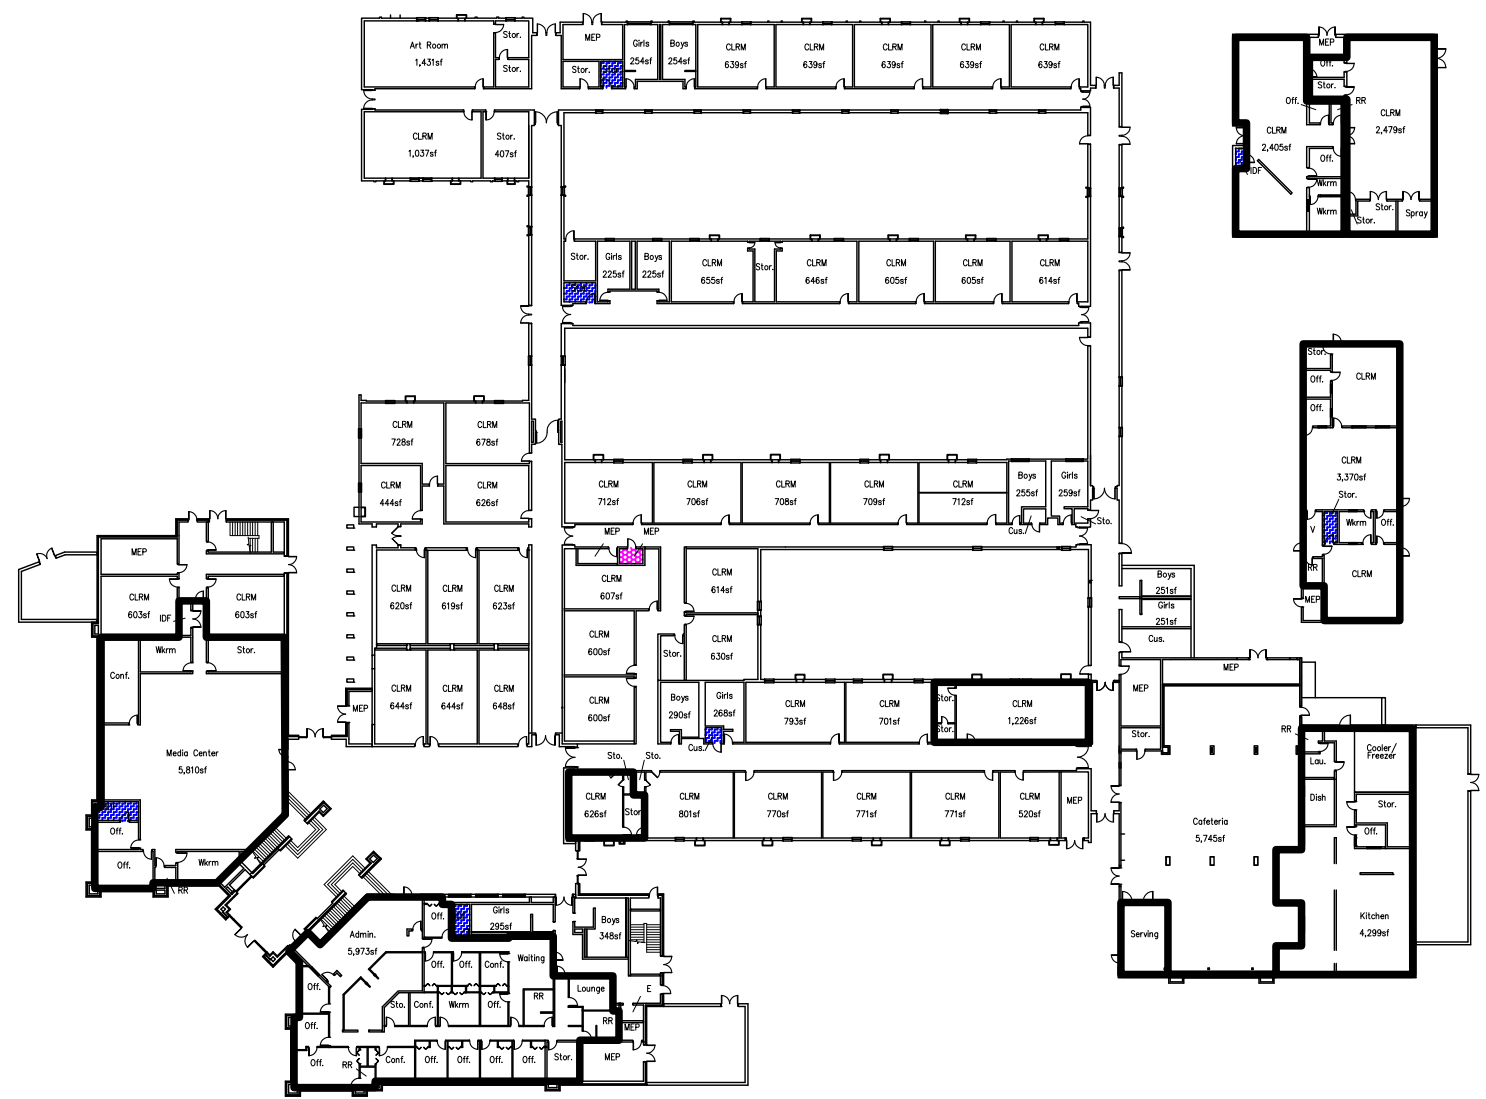 Art Room
1,431sf
Stor.
Stor.
MEP
Stor.
Girls
254sf
Boys
254sf
CLRM
639sf
CLRM
639sf
CLRM
639sf
CLRM
639sf
CLRM
639sf
CLRM
1,037sf
Stor.
407sf
Stor.
Girls
225sf
Boys
225sf
CLRM
655sf
Stor.
CLRM
646sf
CLRM
605sf
CLRM
605sf
CLRM
614sf
MEP
Off.
Stor.
Off.
RR
CLRM
2,405sf
CLRM
2,479sf
Off.
IDF
Wkrm
Wkrm
Stor.
Stor.
Spray
Stor.
CLRM
Off.
Off.
CLRM
3,370sf
Stor.
V
Wkrm
Off.
RR
CLRM
MEP
CLRM
728sf
CLRM
678sf
CLRM
444sf
CLRM
626sf
CLRM
712sf
CLRM
706sf
CLRM
708sf
CLRM
709sf
CLRM
712sf
Boys
255sf
Girls
259sf
Cus.
Sto.
MEP
MEP
CLRM
607sf
CLRM
614sf
CLRM
620sf
CLRM
619sf
CLRM
623sf
CLRM
600sf
CLRM
630sf
Stor.
CLRM
644sf
CLRM
644sf
CLRM
648sf
MEP
CLRM
600sf
Boys
290sf
Girls
268sf
Cus.
CLRM
793sf
CLRM
701sf
Stor.
Stor.
CLRM
1,226sf
Boys
251sf
Girls
251sf
Cus.
MEP
MEP
Stor.
MEP
CLRM
603sf
CLRM
603sf
IDF
Wkrm
Stor.
Conf.
Media Center
5,810sf
Off.
Off.
Wkrm
RR
Sto.
Sto.
CLRM
626sf
Stor
CLRM
801sf
CLRM
770sf
CLRM
771sf
CLRM
771sf
CLRM
520sf
MEP
RR
Lau.
Cooler/
Freezer
Dish
Stor.
Off.
Cafeteria
5,745sf
Kitchen
4,299sf
Serving
Admin.
5,973sf
Off.
Girls
295sf
Boys
348sf
Off.
Off.
Conf.
Waiting
Off.
Sto.
Conf.
Wkrm
Off.
RR
Lounge
E
RR
MEP
Off.
Off.
RR
Conf.
Off.
Off.
Off.
Off.
Stor.
MEP